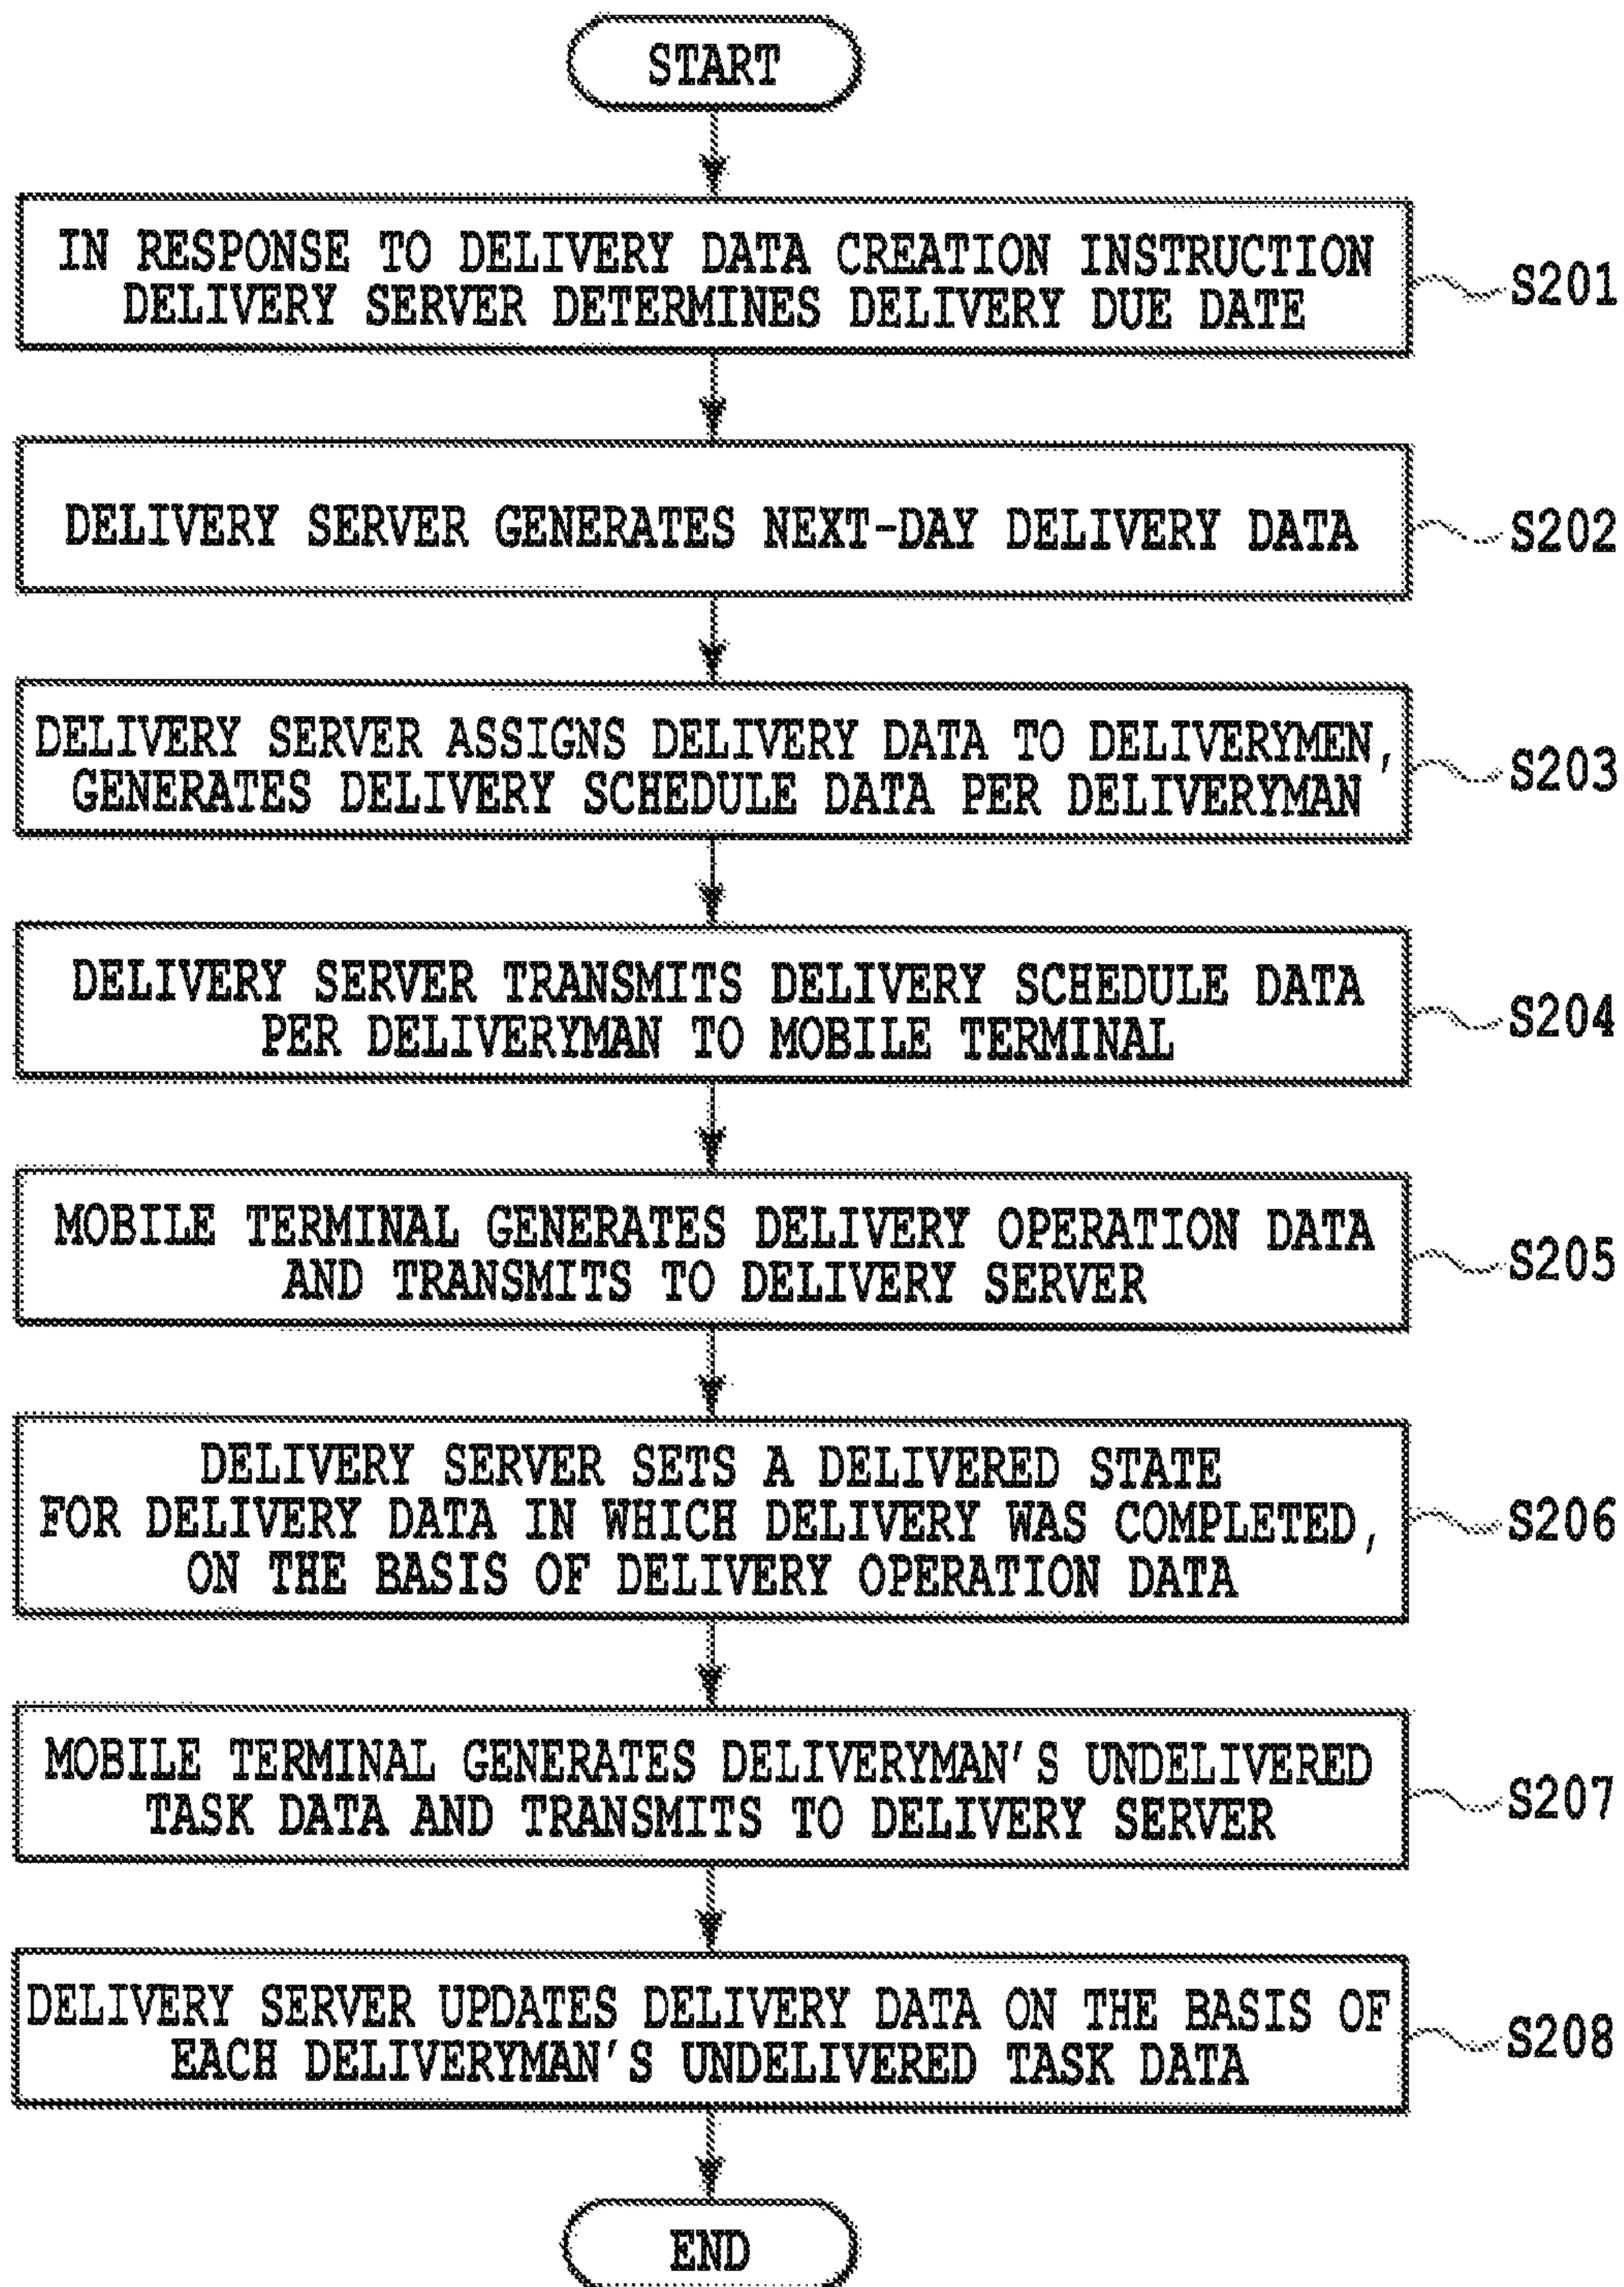 START
IN RESPONSE TO DELIVERY DATA CREATION INSTRUCTION
DELIVERY SERVER DETERMINES DELIVERY DUE DATE
S201
DELIVERY SERVER GENERATES NEXT-DAY DELIVERY DATA
S202
DELIVERY SERVER ASSIGNS DELIVERY DATA TO DELIVERYMEN,
GENERATES DELIVERY SCHEDULE DATA PER DELIVERYMAN
S203
DELIVERY SERVER TRANSMITS DELIVERY SCHEDULE DATA
PER DELIVERYMAN TO MOBILE TERMINAL
S204
MOBILE TERMINAL GENERATES DELIVERY OPERATION DATA
AND TRANSMITS TO DELIVERY SERVER
S205
DELIVERY SERVER SETS A DELIVERED STATE
FOR DELIVERY DATA IN WHICH DELIVERY WAS COMPLETED,
ON THE BASIS OF DELIVERY OPERATION DATA
S206
MOBILE TERMINAL GENERATES DELIVERYMAN'S UNDELIVERED
TASK DATA AND TRANSMITS TO DELIVERY SERVER
S207
DELIVERY SERVER UPDATES DELIVERY DATA ON THE BASIS OF
EACH DELIVERYMAN'S UNDELIVERED TASK DATA
S208
END